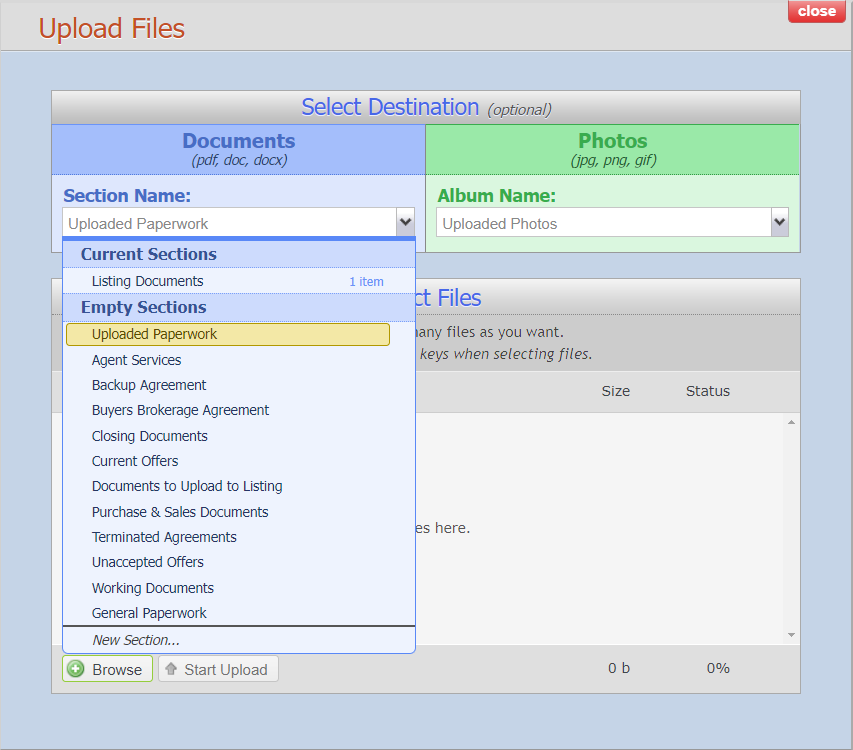 close
Upload Files
Select Destination (optional)
Documents
(pdf, doc, docx)
Photos
(jpg, png, gif)
Section Name:
Uploaded Paperwork
Album Name:
Uploaded Photos
Current Sections
Listing Documents 1 item
Empty Sections
Uploaded Paperwork
Agent Services
Backup Agreement
Buyers Brokerage Agreement
Closing Documents
Current Offers
Documents to Upload to Listing
Purchase & Sales Documents
Terminated Agreements
Unaccepted Offers
Working Documents
General Paperwork
New Section...
Files
files as you want.
keys when selecting files.
Size Status
here.
Browse Start Upload 0 b 0%